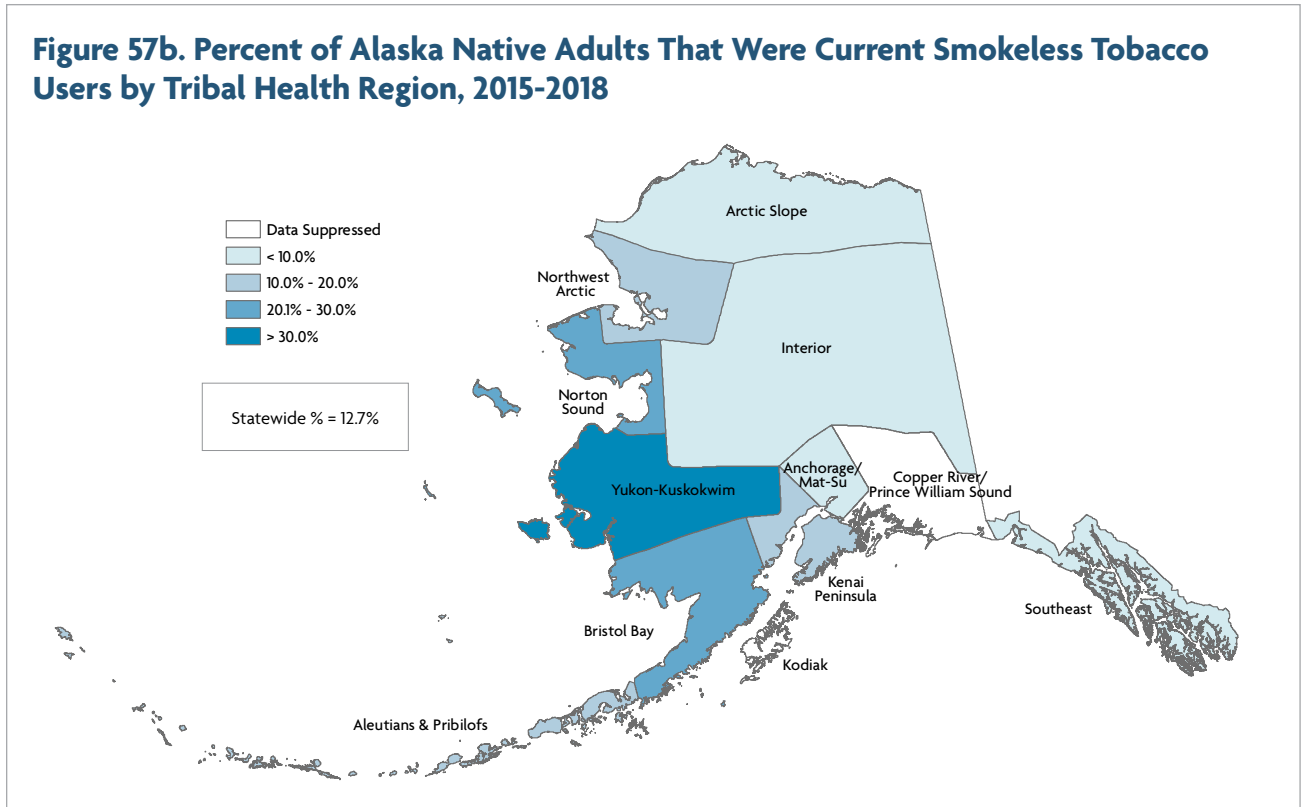 Figure 57b. Percent of Alaska Native Adults That Were Current Smokeless Tobacco
Users by Tribal Health Region, 2015-2018
Data Suppressed
< 10.0%
10.0% - 20.0%
20.1% - 30.0%
> 30.0%
Statewide % = 12.7%
Arctic Slope
Northwest
Arctic
Interior
Norton
Sound
Anchorage/
Mat-Su
Copper River/
Prince William Sound
Yukon-Kuskokwim
Kenai
Peninsula
Southeast
Bristol Bay
Kodiak
Aleutians & Pribilofs